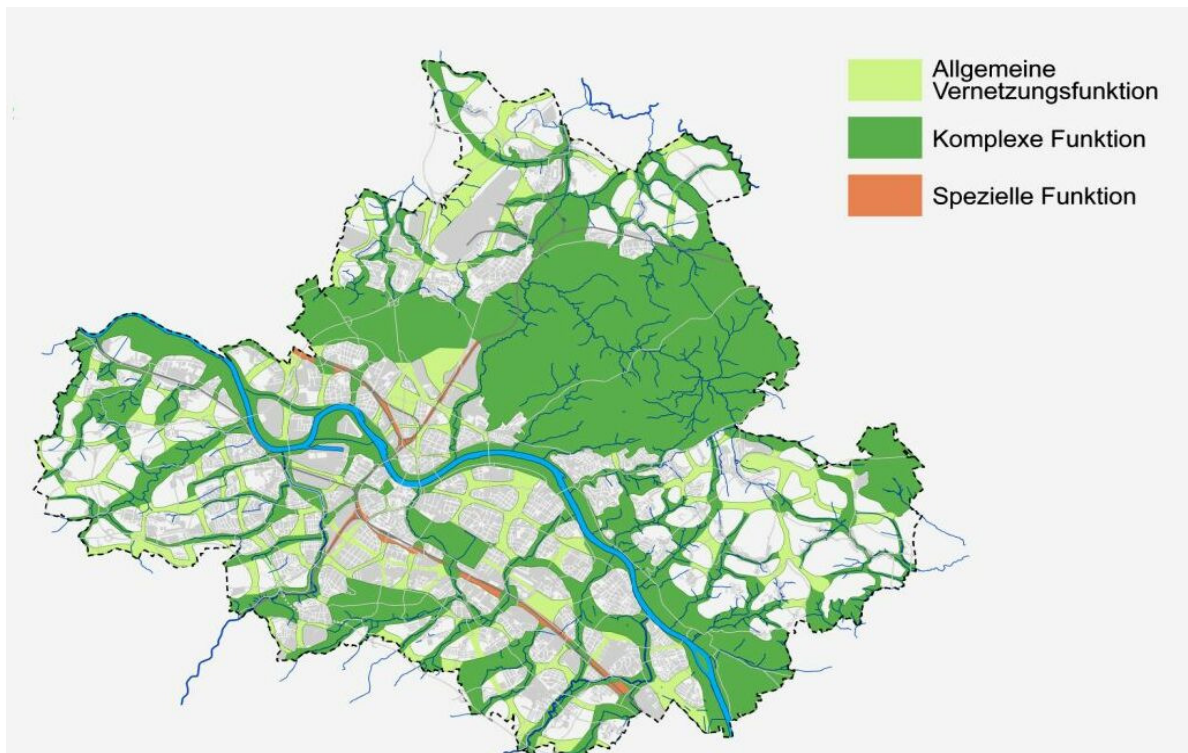 Allgemeine
Vernetzungsfunktion
Komplexe Funktion
Spezielle Funktion